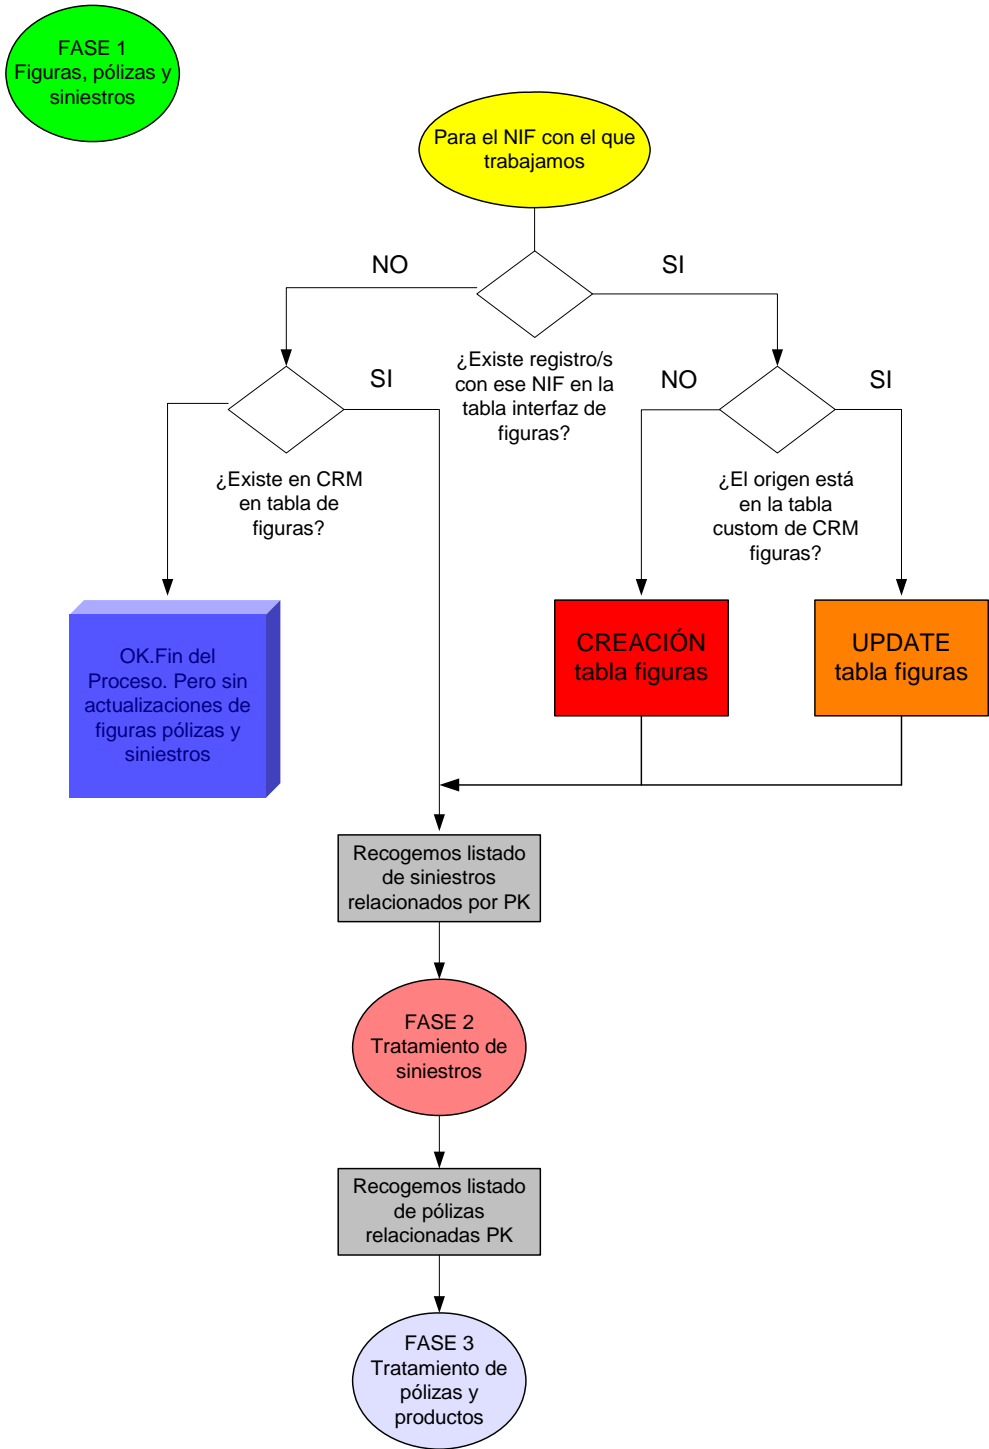 FASE 1
Figuras, pólizas y
siniestros
Para el NIF con el que
trabajamos
NO
SI
¿Existe registro/s
con ese NIF en la
tabla interfaz de
figuras?
SI
NO
SI
¿Existe en CRM
en tabla de
figuras?
¿El origen está
en la tabla
custom de CRM
figuras?
OK.Fin del
Proceso. Pero sin
actualizaciones de
figuras pólizas y
siniestros
CREACIÓN
tabla figuras
UPDATE
tabla figuras
Recogemos listado
de siniestros
relacionados por PK
FASE 2
Tratamiento de
siniestros
Recogemos listado
de pólizas
relacionadas PK
FASE 3
Tratamiento de
pólizas y
productos